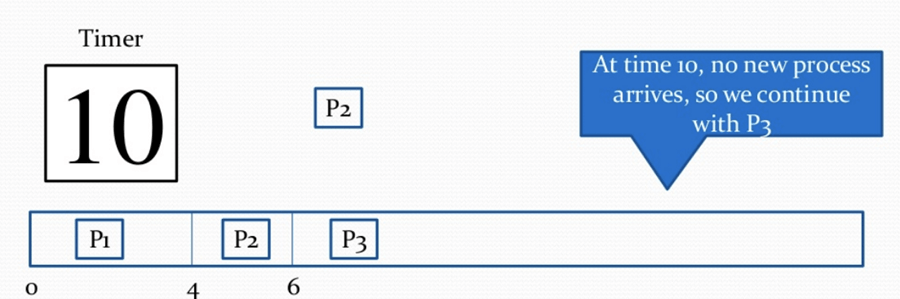 Timer
10
P2
At time 10, no new process
arrives, so we continue
with P3
P1 P2 P3
0 4 6